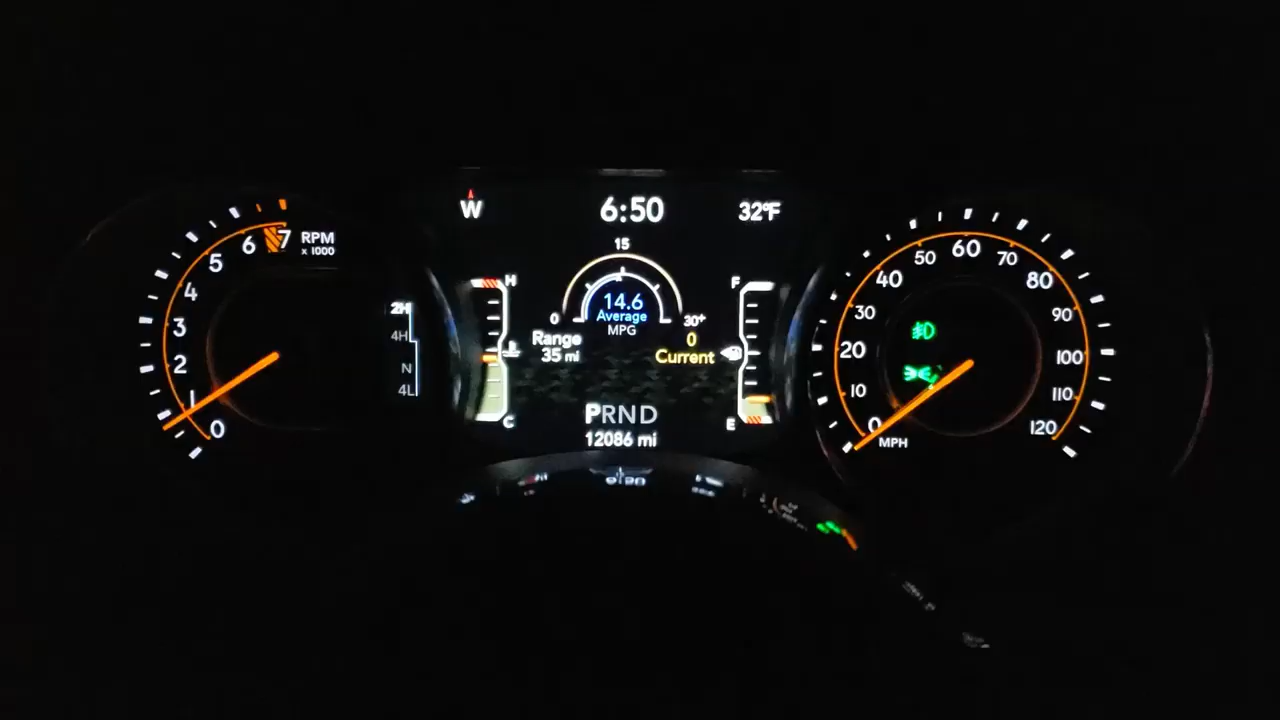 W
6:50
32°F
RPM
x 1000
0
1
2
3
4
5
6
7
2H
4H
N
4L
H
C
15
0
30+
14.6
Average
MPG
Range
35 mi
0
Current
F
E
PRND
12086 mi
0
10
20
30
40
50
60
70
80
90
100
110
120
MPH